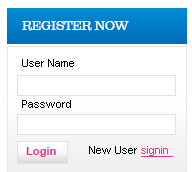 REGISTER NOW
User Name
Password
Login New User signin